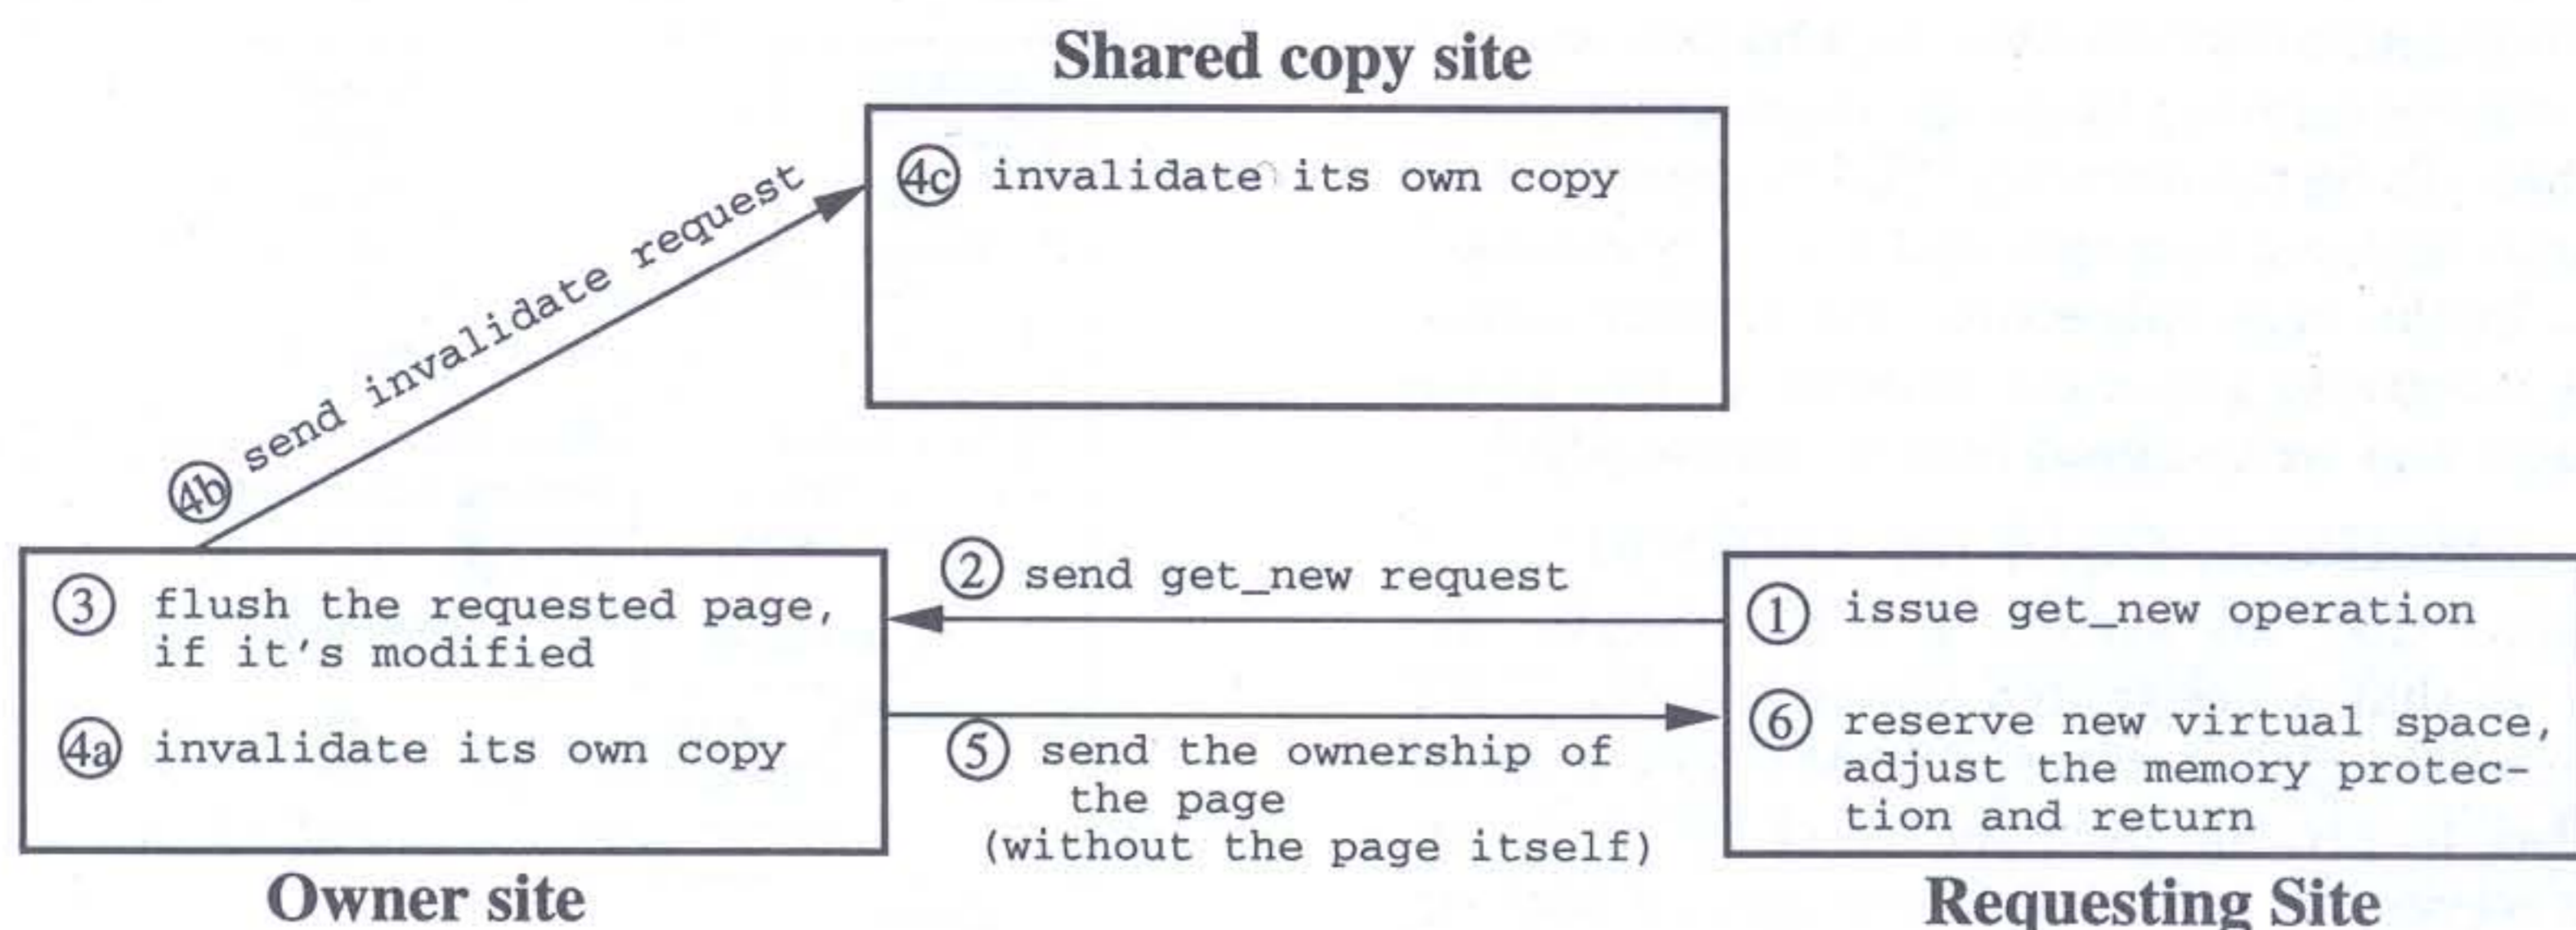 Shared copy site
4c invalidate its own copy
4b send invalidate request
3 flush the requested page,
if it's modified
4a invalidate its own copy
Owner site
2 send get_new request
5 send the ownership of
the page
(without the page itself)
1 issue get_new operation
6 reserve new virtual space,
adjust the memory protec-
tion and return
Requesting Site